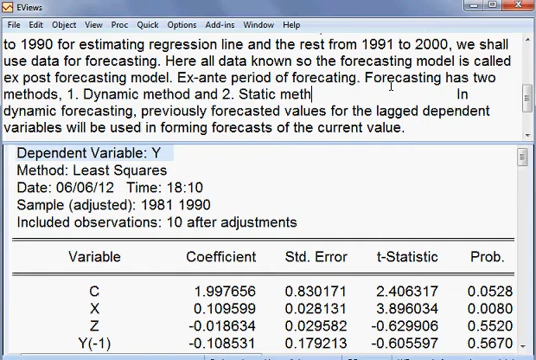 EViews
File Edit Object View Proc Quick Options Add-ins Window Help
to 1990 for estimating regression line and the rest from 1991 to 2000, we shall
use data for forecasting. Here all data known so the forecasting model is called
ex post forecasting model. Ex-ante period of forecating. Forecasting has two
methods, 1. Dynamic method and 2. Static meth In
dynamic forecasting, previously forecasted values for the lagged dependent
variables will be used in forming forecasts of the current value.
Dependent Variable: Y
Method: Least Squares
Date: 06/06/12 Time: 18:10
Sample (adjusted): 1981 1990
Included observations: 10 after adjustments
Variable Coefficient Std. Error t-Statistic Prob.
C 1.997656 0.830171 2.406317 0.0528
X 0.109599 0.028131 3.896034 0.0080
Z -0.018634 0.029582 -0.629906 0.5520
Y(-1) -0.108531 0.179213 -0.605597 0.5670